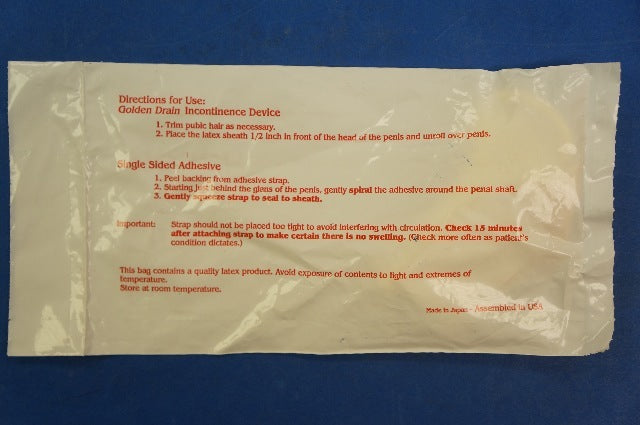 Directions for Use:
Golden Drain Incontinence Device
1. Trim pubic hair as necessary.
2. Place the latex sheath 1/2 inch in front of the head of the penis and unroll over penis.
Single Sided Adhesive
1. Peel backing from adhesive strap.
2. Starting just behind the glans of the penis, gently spiral the adhesive around the penal shaft.
3. Gently squeeze strap to seal to sheath.
Important: Strap should not be placed too tight to avoid interfering with circulation. Check 15 minutes
after attaching strap to make certain there is no swelling. (Check more often as patient's
condition dictates.)
This bag contains a quality latex product. Avoid exposure of contents to light and extremes of
temperature.
Store at room temperature.
Made in Japan - Assembled in USA